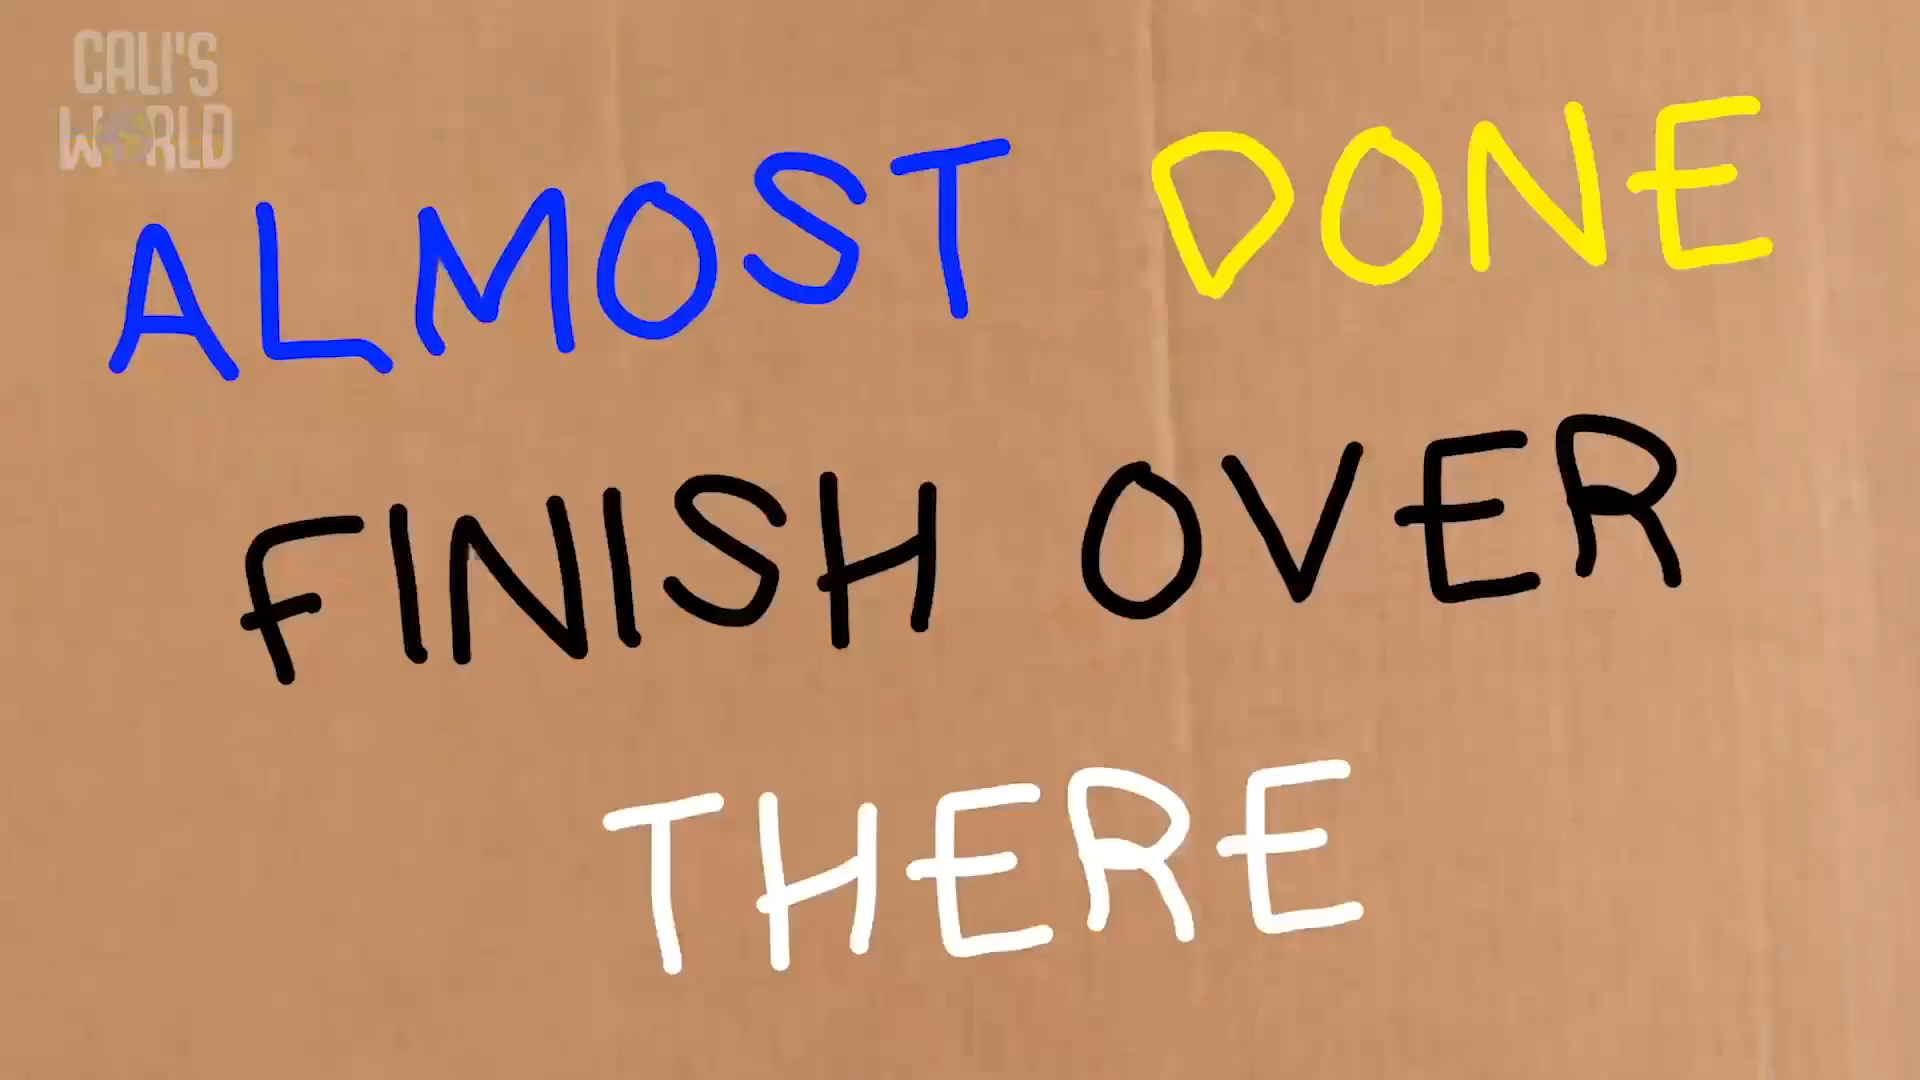 CALI'S
WORLD
ALMOST DONE
FINISH OVER
THERE